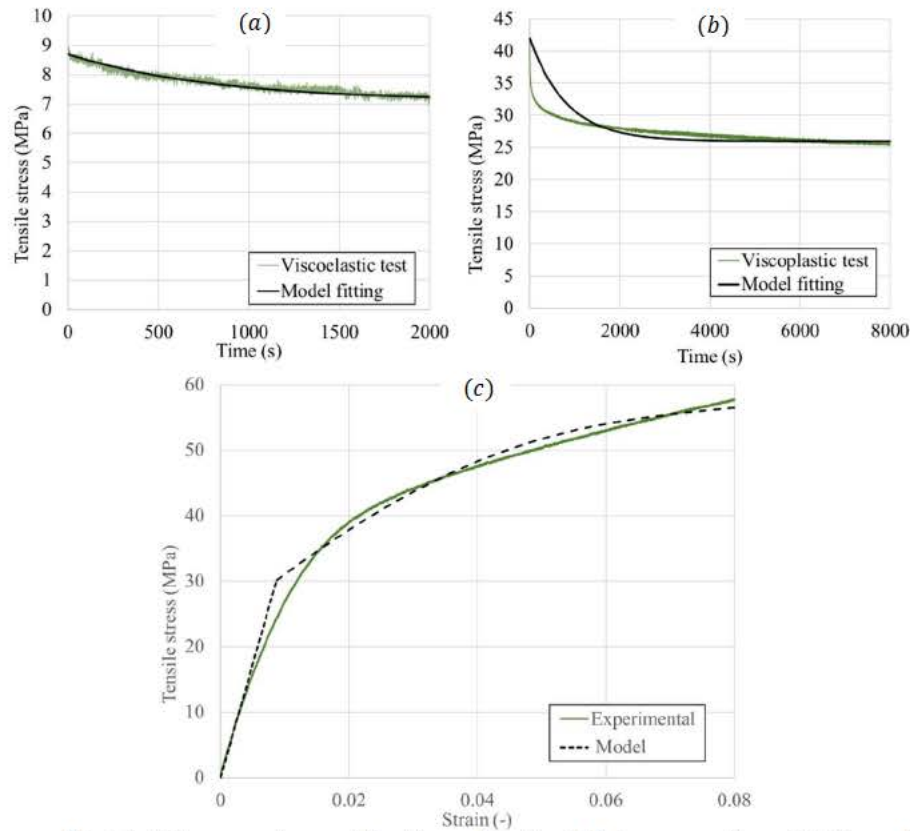 (a)
10
9
8
7
6
5
4
3
2
1
0
Tensile stress (MPa)
Viscoelastic test
Model fitting
0 500 1000 1500 2000
Time (s)
(b)
45
40
35
30
25
20
15
10
5
0
Tensile stress (MPa)
Viscoplastic test
Model fitting
0 2000 4000 6000 8000
Time (s)
(c)
60
50
40
30
20
10
0
Tensile stress (MPa)
Experimental
Model
0 0.02 0.04 0.06 0.08
Strain (-)